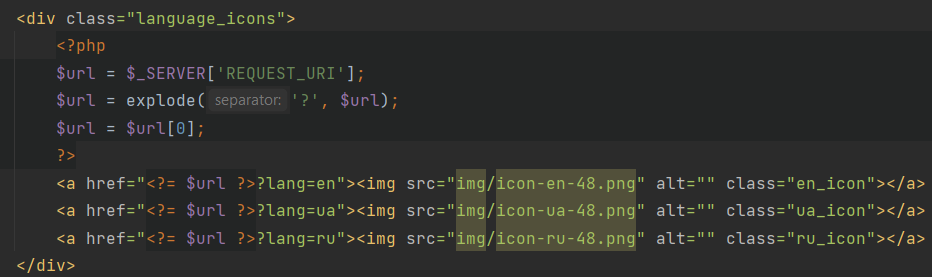 <div class="language_icons">
<?php
$url = $_SERVER['REQUEST_URI'];
$url = explode( separator: '?', $url);
$url = $url[0];
?>
<a href="<?= $url ?>?lang=en"><img src="img/icon-en-48.png" alt="" class="en_icon"></a>
<a href="<?= $url ?>?lang=ua"><img src="img/icon-ua-48.png" alt="" class="ua_icon"></a>
<a href="<?= $url ?>?lang=ru"><img src="img/icon-ru-48.png" alt="" class="ru_icon"></a>
</div>